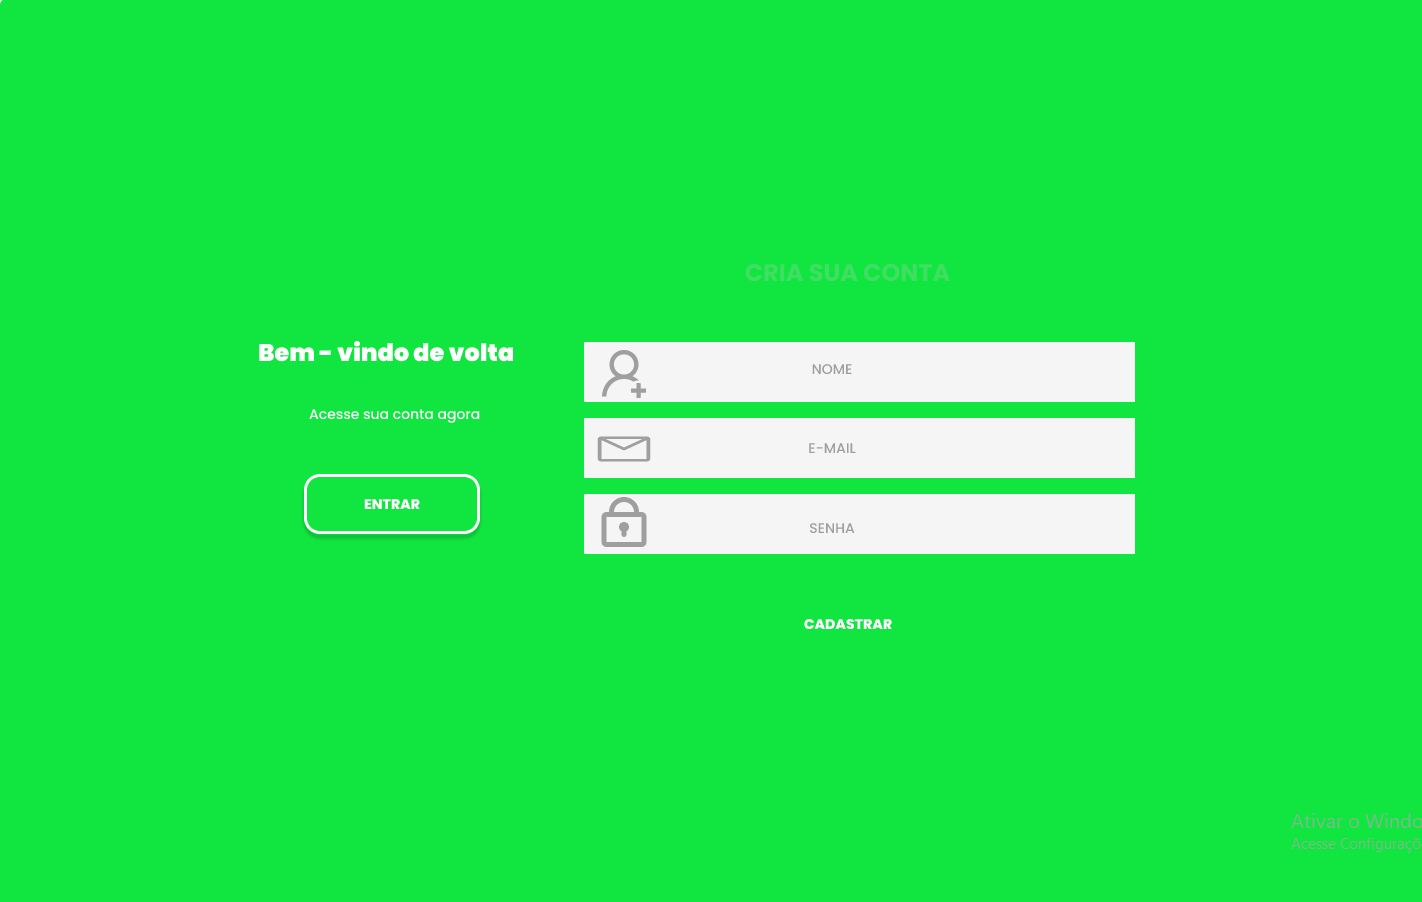 CRIA SUA CONTA
Bem - vindo de volta
Acesse sua conta agora
ENTRAR
NOME
E-MAIL
SENHA
CADASTRAR
Ativar o Windo
Acesse Configuraçõ